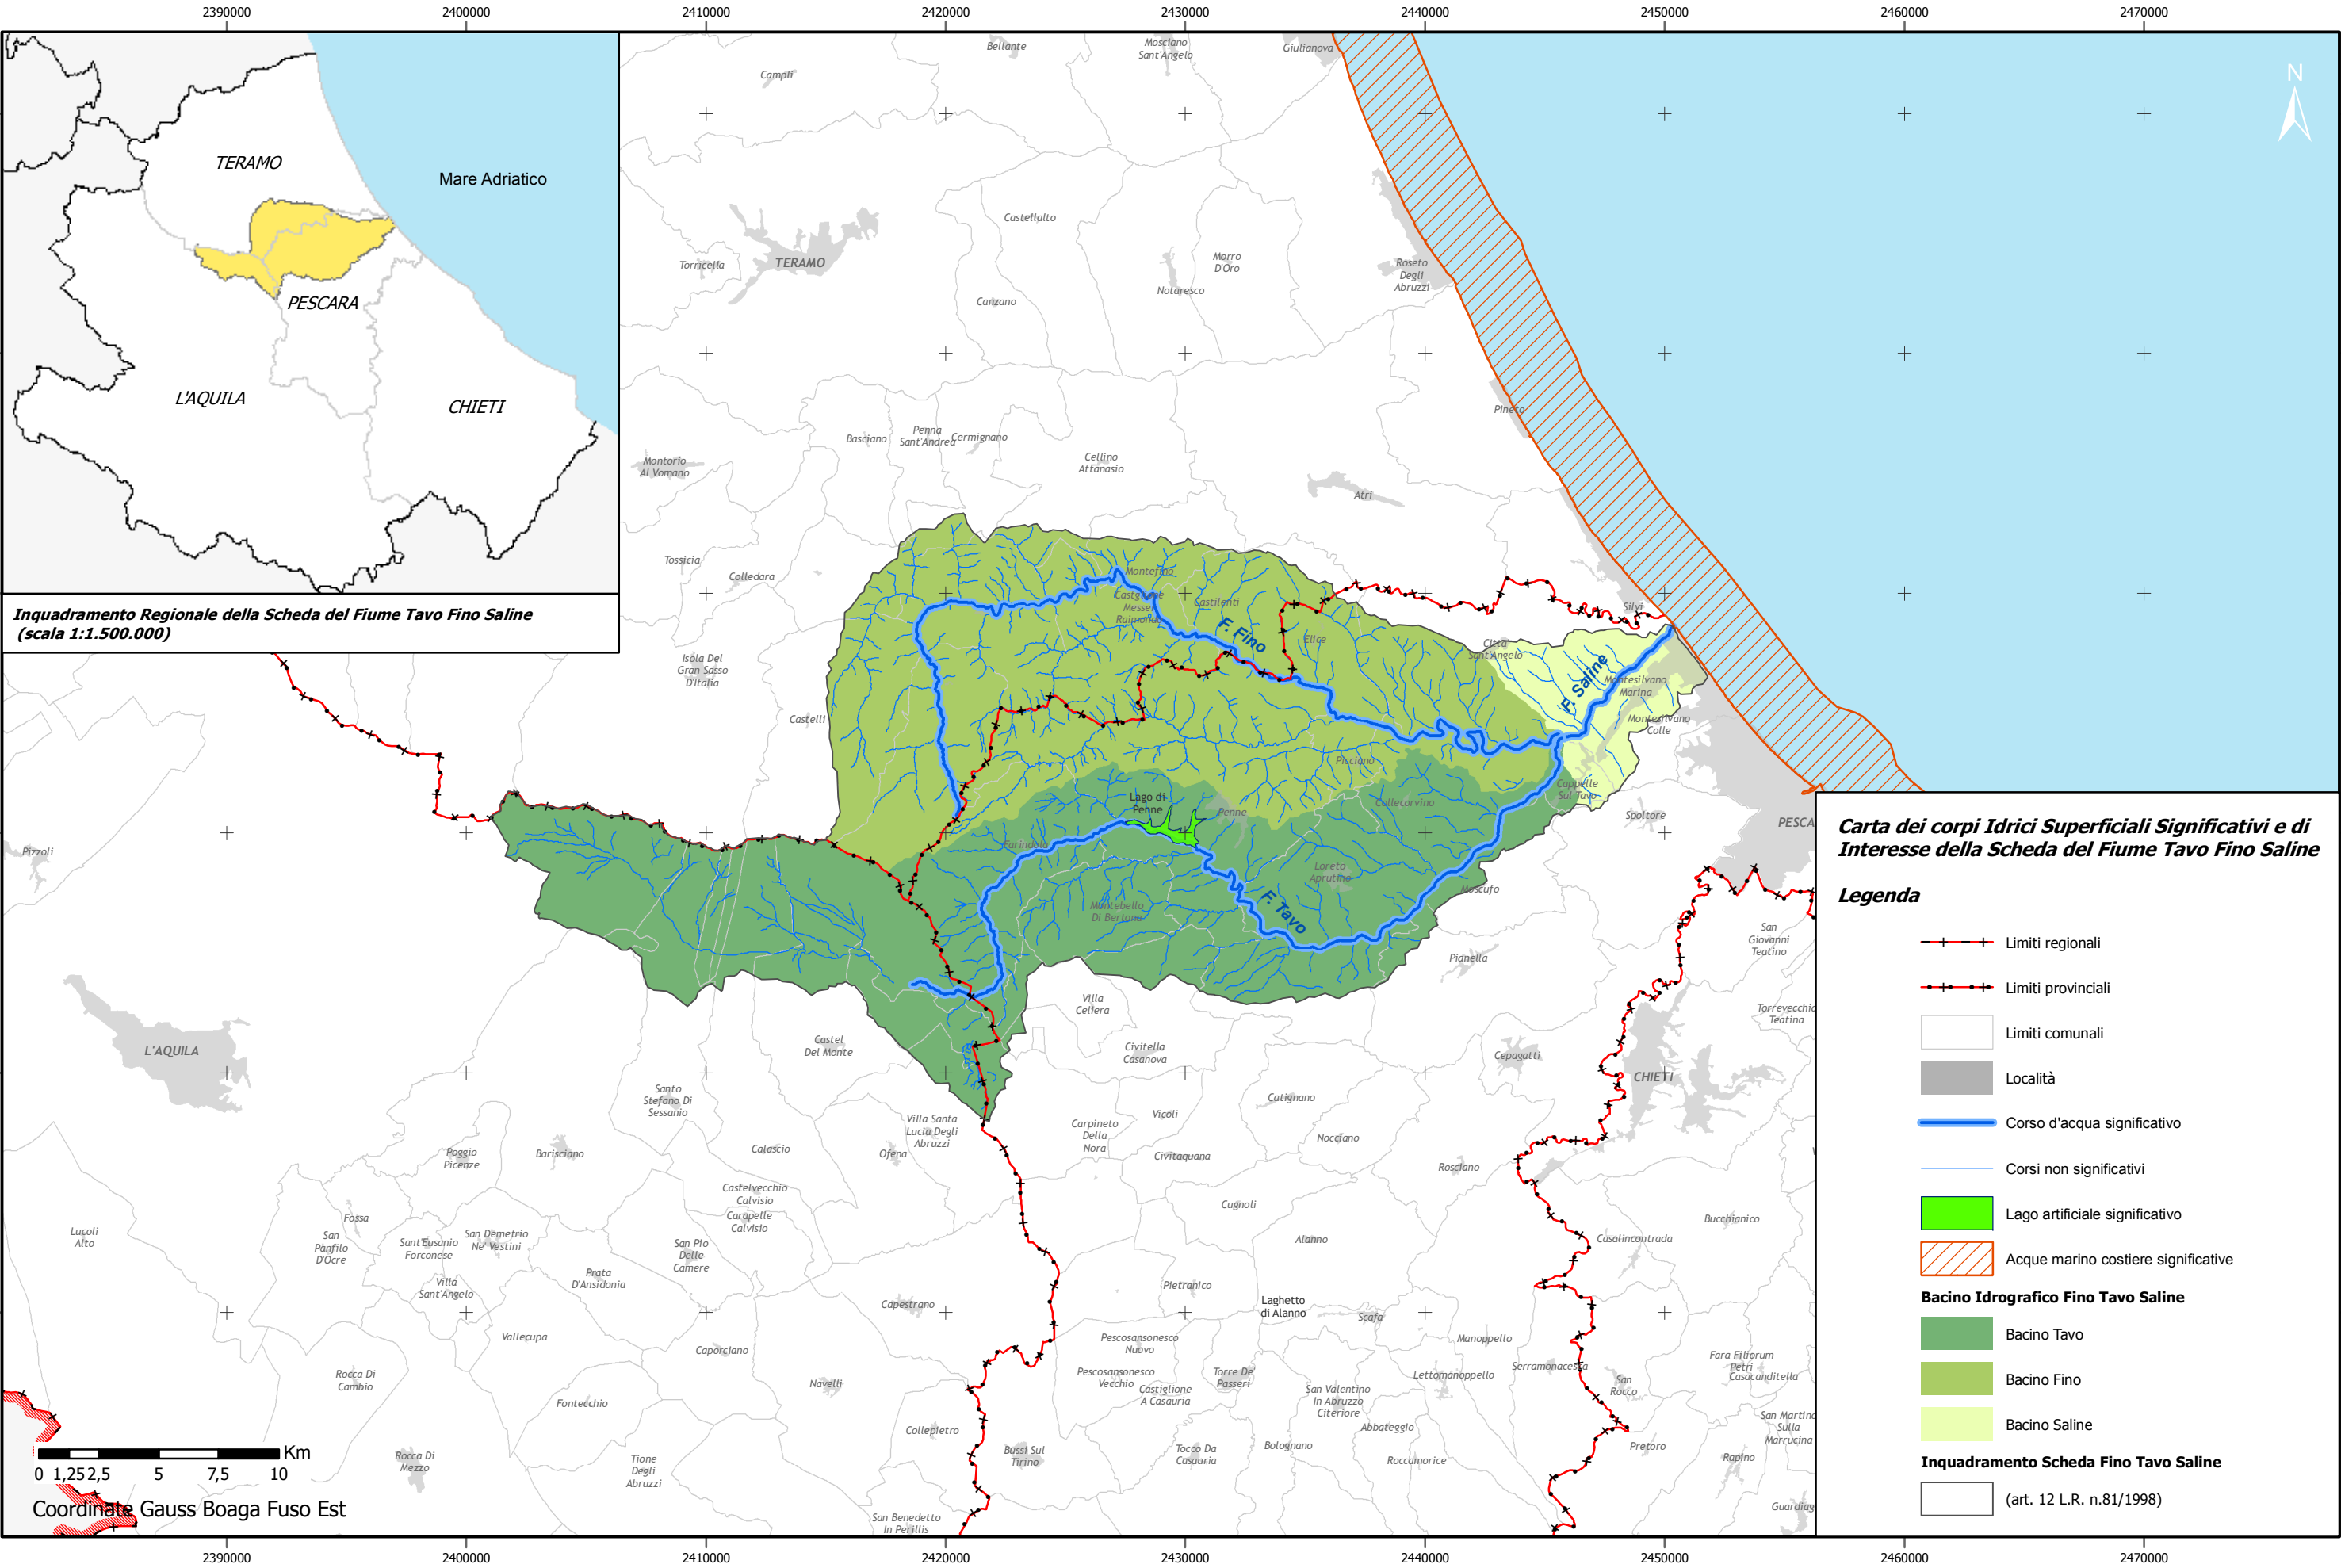 2390000
2400000
2410000
2420000
2430000
2440000
2450000
2460000
2470000
TERAMO
Mare Adriatico
PESCARA
L'AQUILA
CHIETI
Inquadramento Regionale della Scheda del Fiume Tavo Fino Saline
(scala 1:1.500.000)
N
Bellante
Mosciano
Sant'Angelo
Giulianova
Campli
Castellalto
Torricella
TERAMO
Morro
D'Oro
Notaresco
Canzano
Roseto
Degli
Abruzzi
Pineto
Basciano
Penna
Sant'Andrea
Cermignano
Montorio
Al Vomano
Cellino
Attanasio
Atri
Tossicia
Colledara
Montefino
Castiglione
Messer
Raimondo
Castilenti
Silvi
F. Fino
Elice
Città
Sant'Angelo
Isola Del
Gran Sasso
D'italia
F. Saline
Montesilvano
Marina
Castelli
Montesilvano
Colle
Picciano
Cappelle
Sul Tavo
Lago di
Penne
Penne
Collecorvino
Spoltore
PESCA
Farindola
Pizzoli
Loreto
Aprutino
Moscufo
Montebello
Di Bertona
F. Tavo
San
Giovanni
Teatino
Pianella
Villa
Celiera
Torrevecchia
Teatina
L'AQUILA
Castel
Del Monte
Civitella
Casanova
Cepagatti
CHIETI
Santo
Stefano Di
Sessanio
Catignano
Vicoli
Villa Santa
Lucia Degli
Abruzzi
Carpineto
Della
Nora
Nocciano
Poggio
Picenze
Barisciano
Calascio
Ofena
Civitaquana
Rosciano
Castelvecchio
Calvisio
Carapelle
Calvisio
Cugnoli
Fossa
Bucchianico
Lucoli
Alto
San
Panfilo
D'Ocre
Sant'Eusanio
Forconese
San Demetrio
Ne' Vestini
San Pio
Delle
Camere
Alanno
Casalincontrada
Villa
Sant'Angelo
Prata
D'Ansidonia
Pietranico
Capestrano
Laghetto
di Alanno
Scafa
Vallecupa
Caporciano
Pescosansonesco
Nuovo
Manoppello
Serramonacesca
Fara Filiorum
Petri
Casacanditella
Rocca Di
Cambio
Navelli
Pescosansonesco
Vecchio
Torre De'
Passeri
Lettomanoppello
San
Rocco
Castiglione
A Casauria
San Valentino
In Abruzzo
Citeriore
Fontecchio
Abbateggio
San Martino
Sulla
Marrucina
Collepietro
Bussi Sul
Tirino
Tocco Da
Casauria
Bolognano
Pretoro
Rocca Di
Mezzo
Tione
Degli
Abruzzi
Roccamorice
Rapino
San Benedetto
In Perillis
Guardiag
Km
0 1,25 2,5 5 7,5 10
Coordinate Gauss Boaga Fuso Est
Carta dei corpi Idrici Superficiali Significativi e di
Interesse della Scheda del Fiume Tavo Fino Saline
Legenda
Limiti regionali
Limiti provinciali
Limiti comunali
Località
Corso d'acqua significativo
Corsi non significativi
Lago artificiale significativo
Acque marino costiere significative
Bacino Idrografico Fino Tavo Saline
Bacino Tavo
Bacino Fino
Bacino Saline
Inquadramento Scheda Fino Tavo Saline
(art. 12 L.R. n.81/1998)
2390000
2400000
2410000
2420000
2430000
2440000
2450000
2460000
2470000